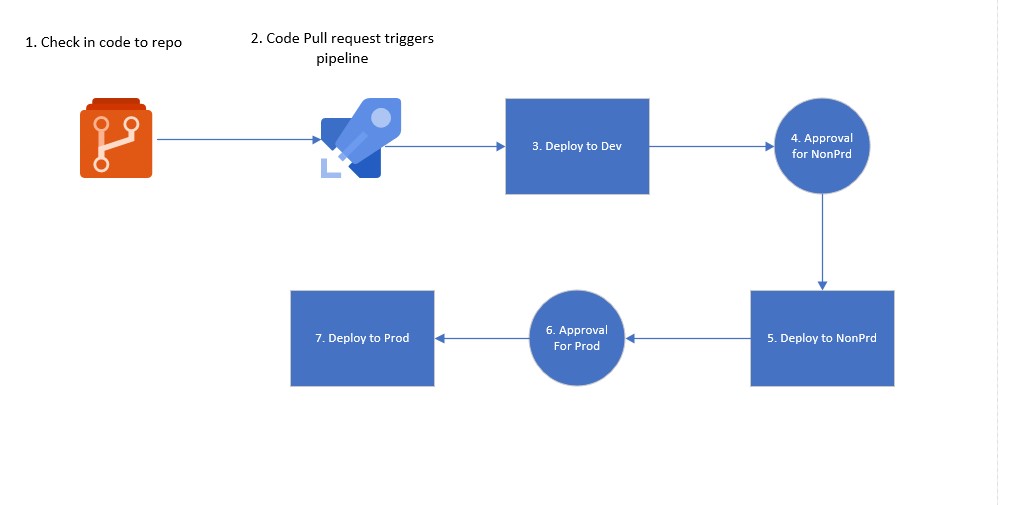 1. Check in code to repo
2. Code Pull request triggers
pipeline
3. Deploy to Dev
4. Approval
for NonPrd
5. Deploy to NonPrd
6. Approval
For Prod
7. Deploy to Prod